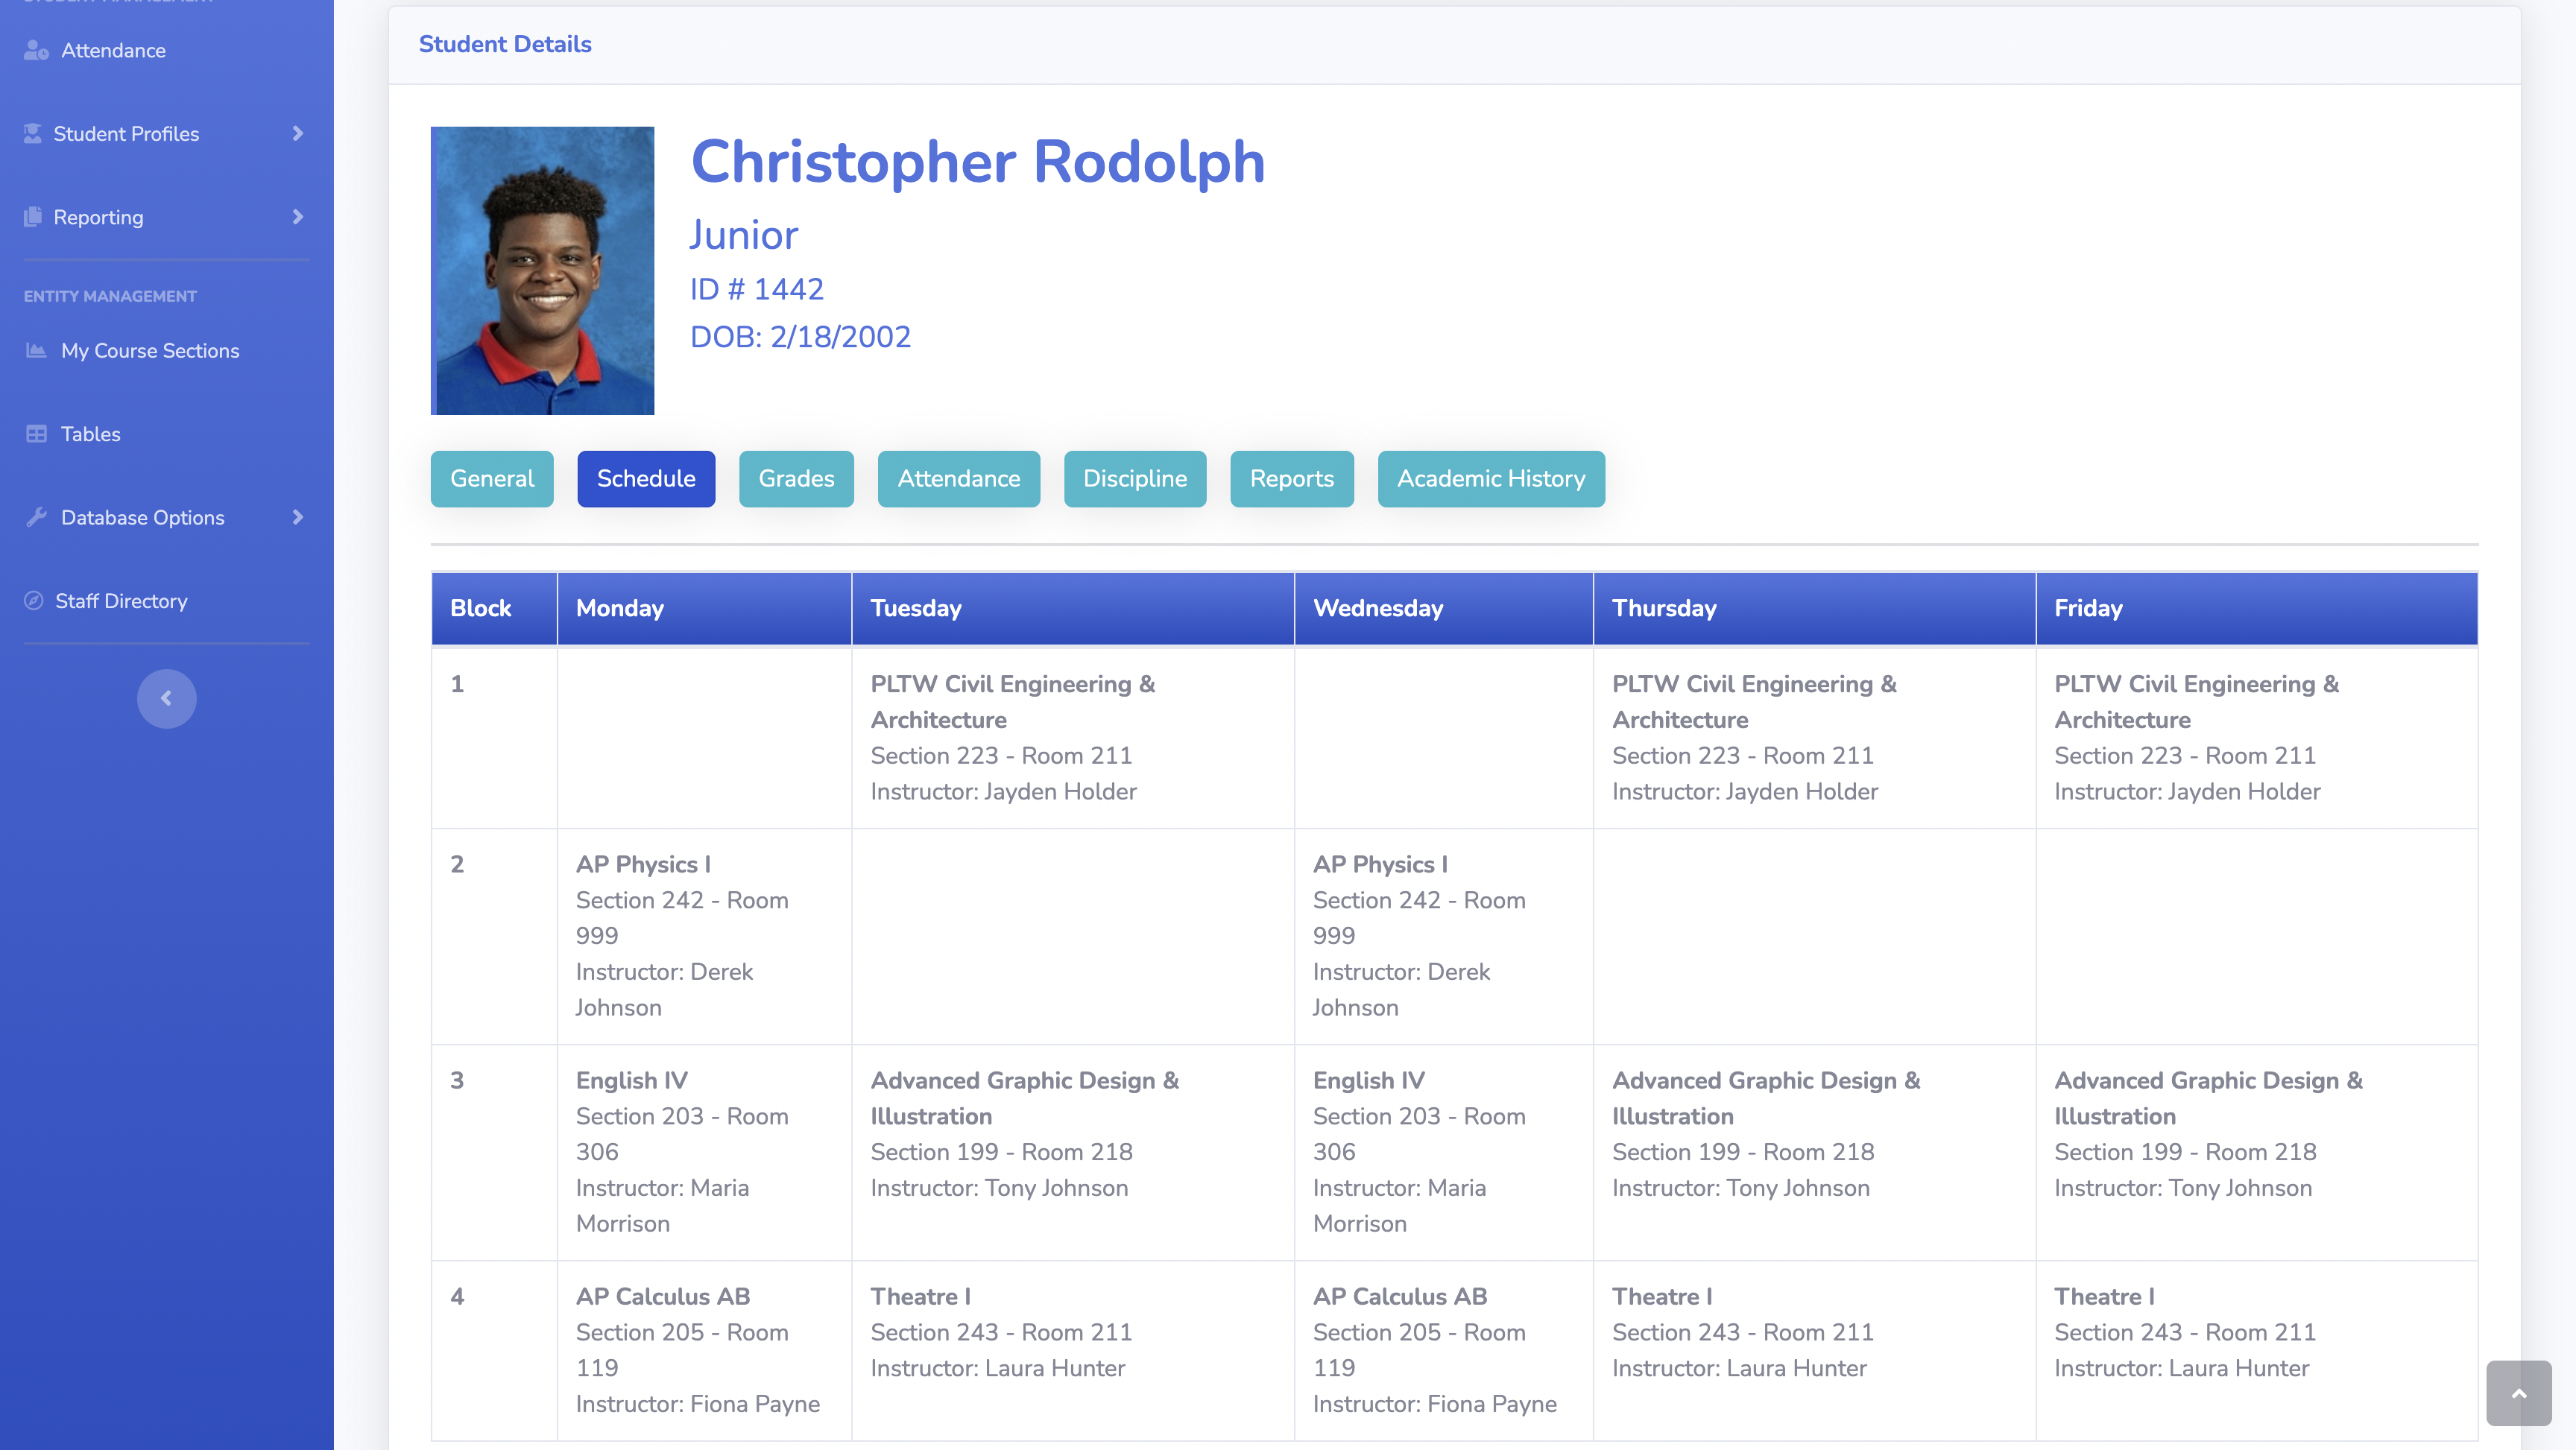 STUDENT MANAGEMENT
Attendance
Student Profiles
Reporting
ENTITY MANAGEMENT
My Course Sections
Tables
Database Options
Staff Directory
Student Details
Christopher Rodolph
Junior
ID # 1442
DOB: 2/18/2002
General
Schedule
Grades
Attendance
Discipline
Reports
Academic History
Block
Monday
Tuesday
Wednesday
Thursday
Friday
1
PLTW Civil Engineering &
Architecture
Section 223 - Room 211
Instructor: Jayden Holder
PLTW Civil Engineering &
Architecture
Section 223 - Room 211
Instructor: Jayden Holder
PLTW Civil Engineering &
Architecture
Section 223 - Room 211
Instructor: Jayden Holder
2
AP Physics I
Section 242 - Room
999
Instructor: Derek
Johnson
AP Physics I
Section 242 - Room
999
Instructor: Derek
Johnson
3
English IV
Section 203 - Room
306
Instructor: Maria
Morrison
Advanced Graphic Design &
Illustration
Section 199 - Room 218
Instructor: Tony Johnson
English IV
Section 203 - Room
306
Instructor: Maria
Morrison
Advanced Graphic Design &
Illustration
Section 199 - Room 218
Instructor: Tony Johnson
Advanced Graphic Design &
Illustration
Section 199 - Room 218
Instructor: Tony Johnson
4
AP Calculus AB
Section 205 - Room
119
Instructor: Fiona Payne
Theatre I
Section 243 - Room 211
Instructor: Laura Hunter
AP Calculus AB
Section 205 - Room
119
Instructor: Fiona Payne
Theatre I
Section 243 - Room 211
Instructor: Laura Hunter
Theatre I
Section 243 - Room 211
Instructor: Laura Hunter